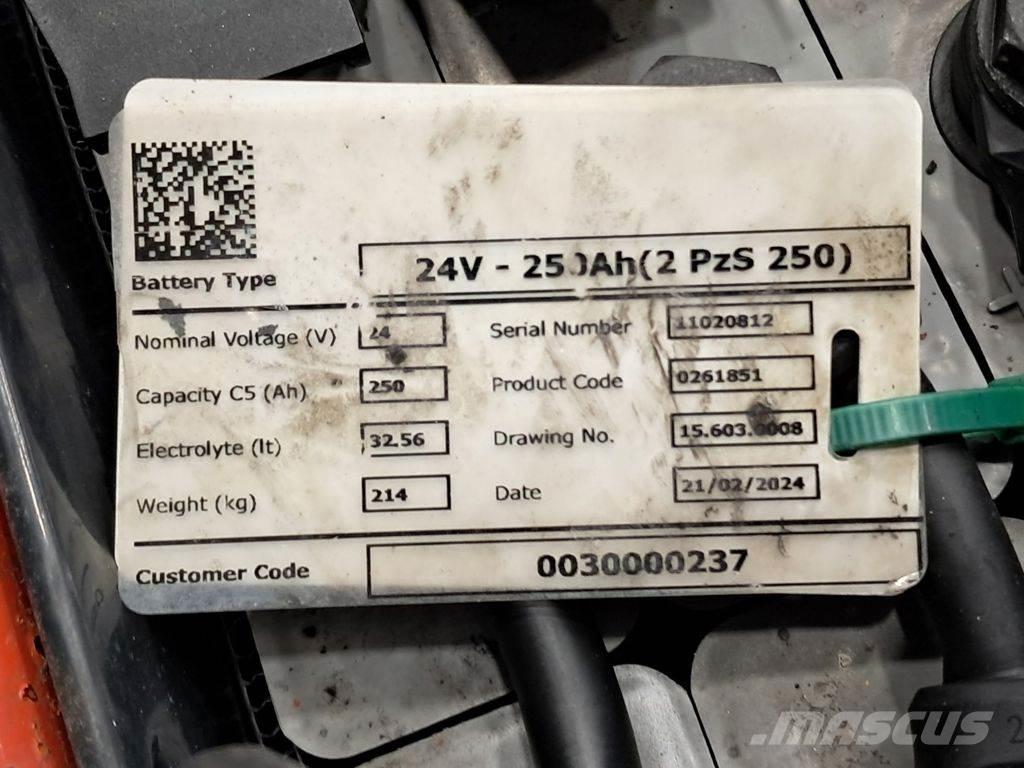 Battery Type 24V - 250Ah(2 PzS 250)
Nominal Voltage (V) 24 Serial Number 11020812
Capacity C5 (Ah) 250 Product Code 0261851
Electrolyte (lt) 32.56 Drawing No. 15.603.0008
Weight (kg) 214 Date 21/02/2024
Customer Code 0030000237
MASCUS
2